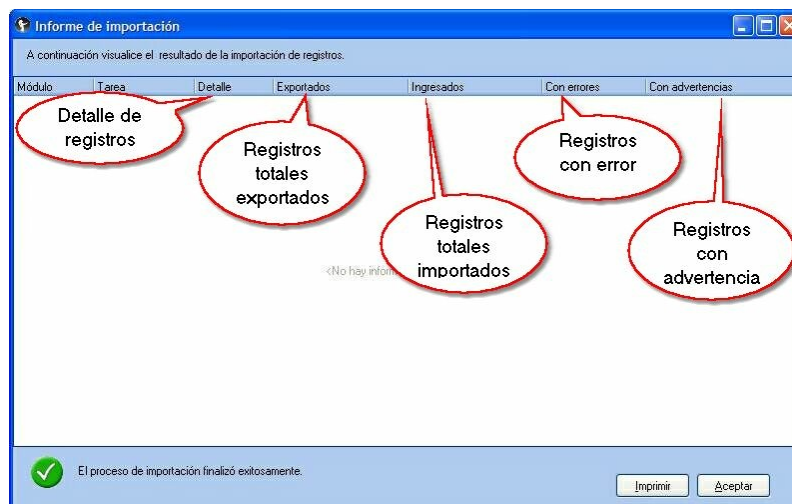 Informe de importación
A continuación visualice el resultado de la importación de registros.
Módulo Tarea Detalle Exportados Ingresados Con errores Con advertencias
Detalle de
registros
Registros
totales
exportados
Registros
totales
importados
Registros
con error
Registros
con
advertencia
<No hay
El proceso de importación finalizó exitosamente.
Imprimir Aceptar